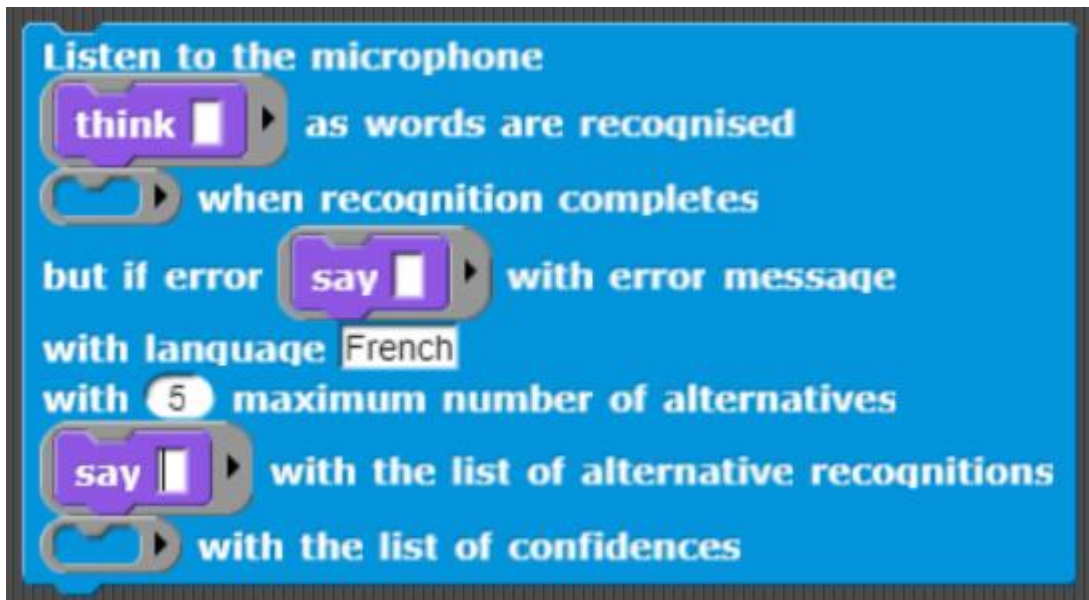 Listen to the microphone
think as words are recognised
when recognition completes
but if error say with error message
with language French
with 5 maximum number of alternatives
say with the list of alternative recognitions
with the list of confidences